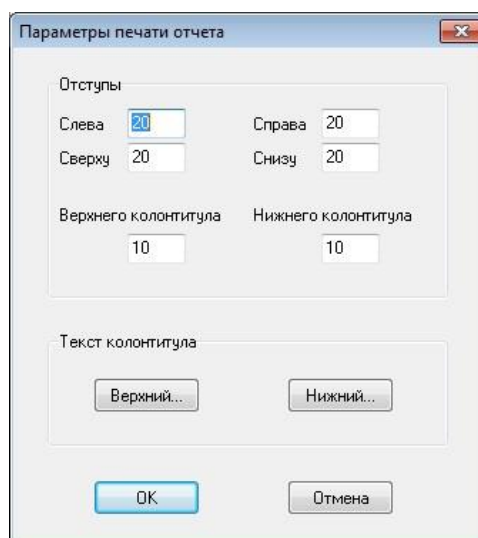 Параметры печати отчета
Отступы
Слева 20 Справа 20
Сверху 20 Снизу 20
Верхнего колонтитула Нижнего колонтитула
10 10
Текст колонтитула
Верхний... Нижний...
OK Отмена